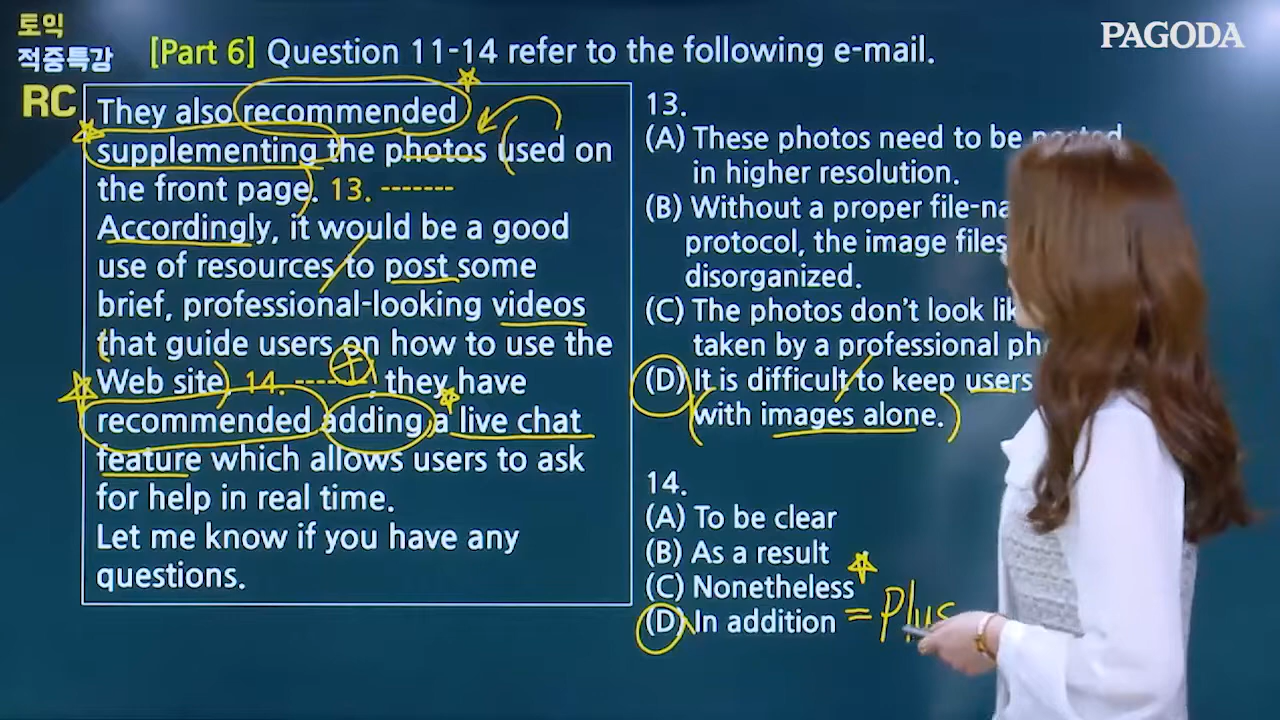 토익
적중특강
RC
[Part 6] Question 11-14 refer to the following e-mail.
PAGODA
They also recommended
supplementing the photos used on
the front page. 13. -------
Accordingly, it would be a good
use of resources to post some
brief, professional-looking videos
that guide users on how to use the
Web site. 14. -------, they have
recommended adding a live chat
feature which allows users to ask
for help in real time.
Let me know if you have any
questions.
13.
(A) These photos need to be posted
in higher resolution.
(B) Without a proper file-na
protocol, the image files
disorganized.
(C) The photos don't look lik
taken by a professional ph
(D) It is difficult to keep users
with images alone.
14.
(A) To be clear
(B) As a result
(C) Nonetheless
(D) In addition = Plus